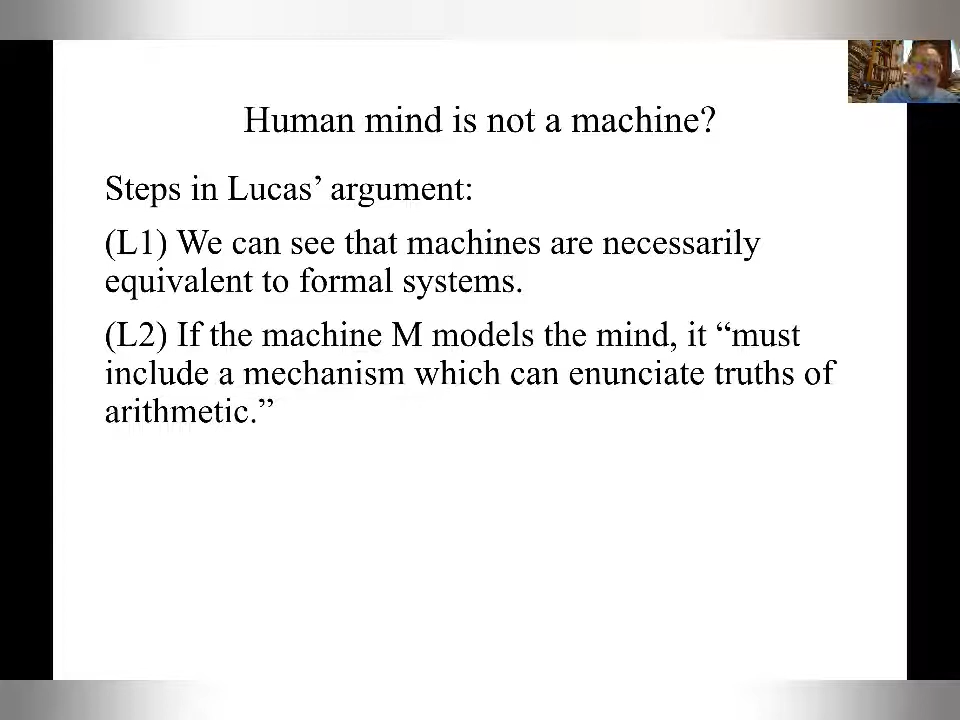 Human mind is not a machine?
Steps in Lucas’ argument:
(L1) We can see that machines are necessarily
equivalent to formal systems.
(L2) If the machine M models the mind, it “must
include a mechanism which can enunciate truths of
arithmetic.”